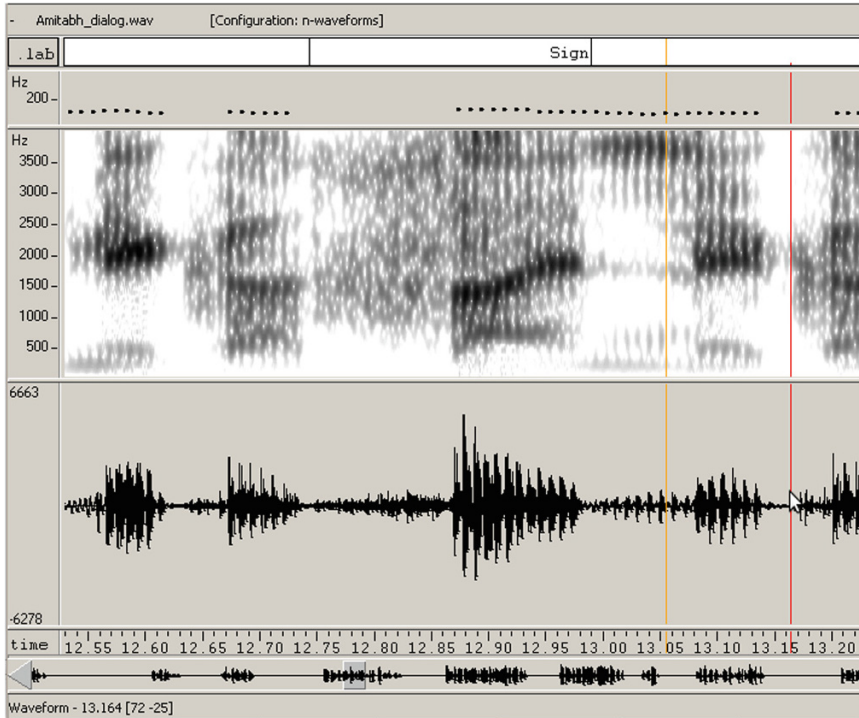 - Amitabh_dialog.wav [Configuration: n-waveforms]
.lab Sign
Hz
200
Hz
3500
3000
2500
2000
1500
1000
500
6663
-6278
time 12.55 12.60 12.65 12.70 12.75 12.80 12.85 12.90 12.95 13.00 13.05 13.10 13.15 13.20
Waveform - 13.164 [72 -25]